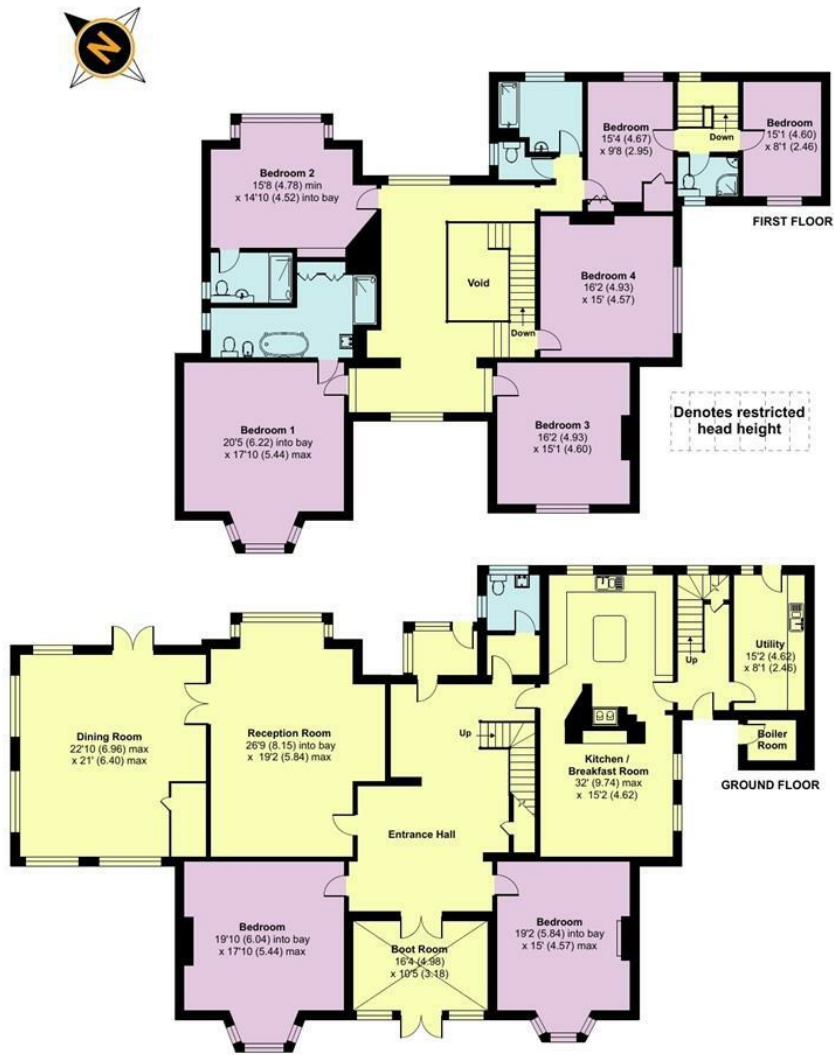 N
Bedroom 2
15'8 (4.78) min
x 14'10 (4.52) into bay
Bedroom
15'4 (4.67)
x 9'8 (2.95)
Down
Bedroom
15'1 (4.60)
x 8'1 (2.46)
FIRST FLOOR
Void
Down
Bedroom 4
16'2 (4.93)
x 15' (4.57)
Bedroom 1
20'5 (6.22) into bay
x 17'10 (5.44) max
Bedroom 3
16'2 (4.93)
x 15'1 (4.60)
Denotes restricted
head height
Dining Room
22'10 (6.96) max
x 21' (6.40) max
Reception Room
26'9 (8.15) into bay
x 19'2 (5.84) max
Up
Kitchen /
Breakfast Room
32' (9.74) max
x 15'2 (4.62)
Up
Utility
15'2 (4.62)
x 8'1 (2.46)
Boiler
Room
GROUND FLOOR
Entrance Hall
Bedroom
19'10 (6.04) into bay
x 17'10 (5.44) max
Boot Room
16'4 (4.98)
x 10'5 (3.18)
Bedroom
19'2 (5.84) into bay
x 15' (4.57) max